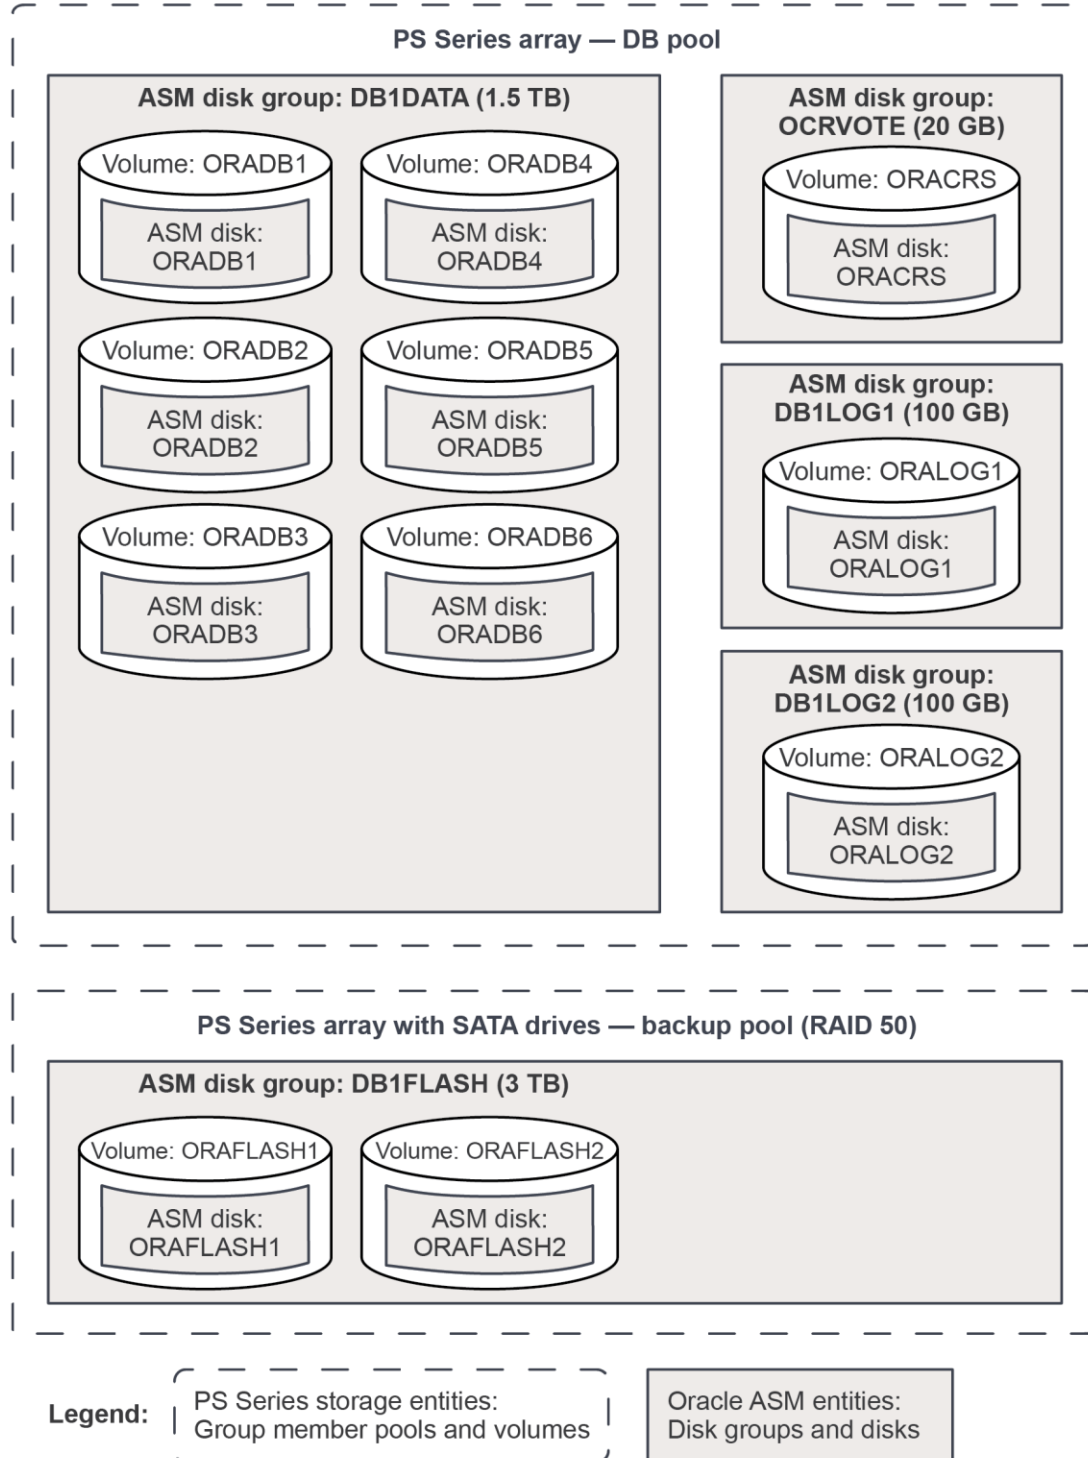 PS Series array — DB pool
ASM disk group: DB1DATA (1.5 TB)
Volume: ORADB1
ASM disk:
ORADB1
Volume: ORADB4
ASM disk:
ORADB4
Volume: ORADB2
ASM disk:
ORADB2
Volume: ORADB5
ASM disk:
ORADB5
Volume: ORADB3
ASM disk:
ORADB3
Volume: ORADB6
ASM disk:
ORADB6
ASM disk group:
OCRVOTE (20 GB)
Volume: ORACRS
ASM disk:
ORACRS
ASM disk group:
DB1LOG1 (100 GB)
Volume: ORALOG1
ASM disk:
ORALOG1
ASM disk group:
DB1LOG2 (100 GB)
Volume: ORALOG2
ASM disk:
ORALOG2
PS Series array with SATA drives — backup pool (RAID 50)
ASM disk group: DB1FLASH (3 TB)
Volume: ORAFLASH1
ASM disk:
ORAFLASH1
Volume: ORAFLASH2
ASM disk:
ORAFLASH2
Legend:
PS Series storage entities:
Group member pools and volumes
Oracle ASM entities:
Disk groups and disks